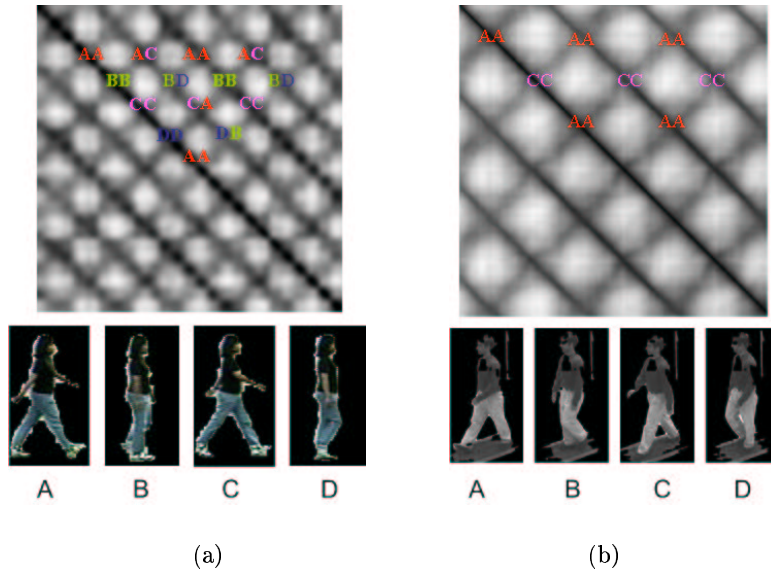 AA AC AA AC
BB BD BB BD
CC CA CC
DD DB
AA
AA AA AA
CC CC CC
AA AA
A B C D
A B C D
(a) (b)